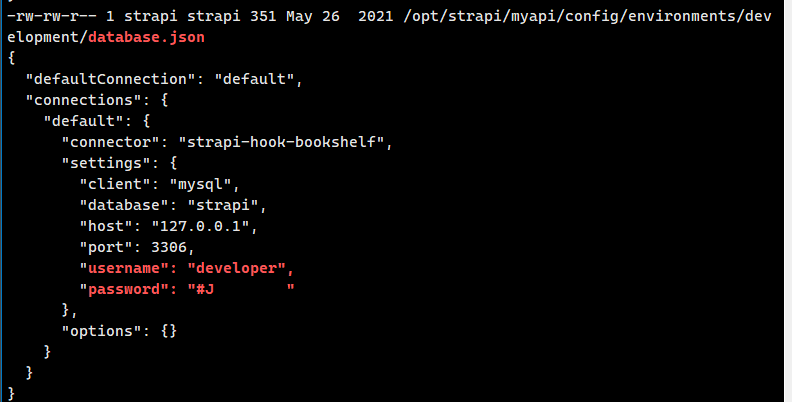 -rw-rw-r-- 1 strapi strapi 351 May 26  2021 /opt/strapi/myapi/config/environments/dev
elopment/database.json
{
  "defaultConnection": "default",
  "connections": {
    "default": {
      "connector": "strapi-hook-bookshelf",
      "settings": {
        "client": "mysql",
        "database": "strapi",
        "host": "127.0.0.1",
        "port": 3306,
        "username": "developer",
        "password": "#J        "
      },
      "options": {}
    }
  }
}